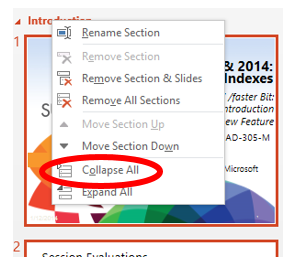 Introduction
1
Rename Section
Remove Section
Remove Section & Slides
Remove All Sections
Move Section Up
Move Section Down
Collapse All
Expand All
& 2014:
Indexes
/faster Bit:
ntroduction
ew Feature
AD-305-M
Microsoft
2
Session Evaluations